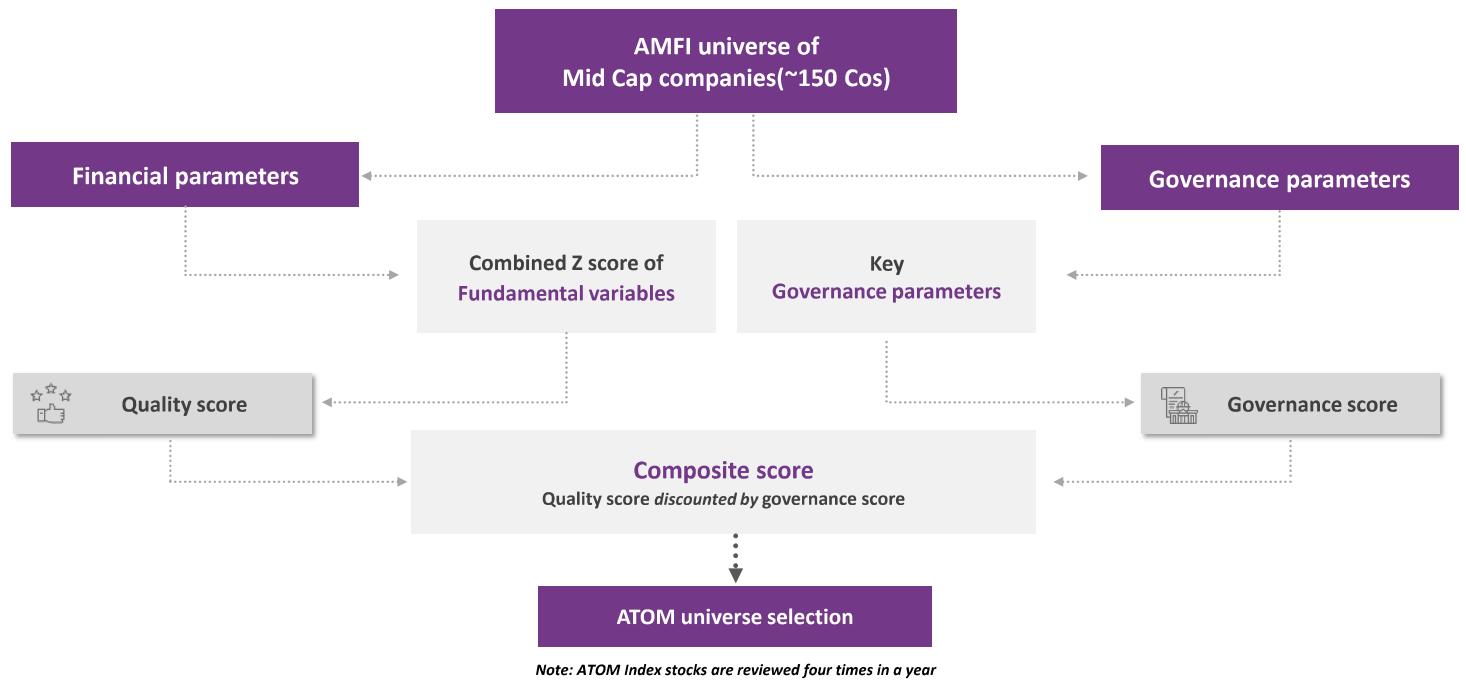 AMFI universe of
Mid Cap companies(~150 Cos)
Financial parameters
Governance parameters
Combined Z score of
Fundamental variables
Key
Governance parameters
Quality score
Governance score
Composite score
Quality score discounted by governance score
ATOM universe selection
Note: ATOM Index stocks are reviewed four times in a year